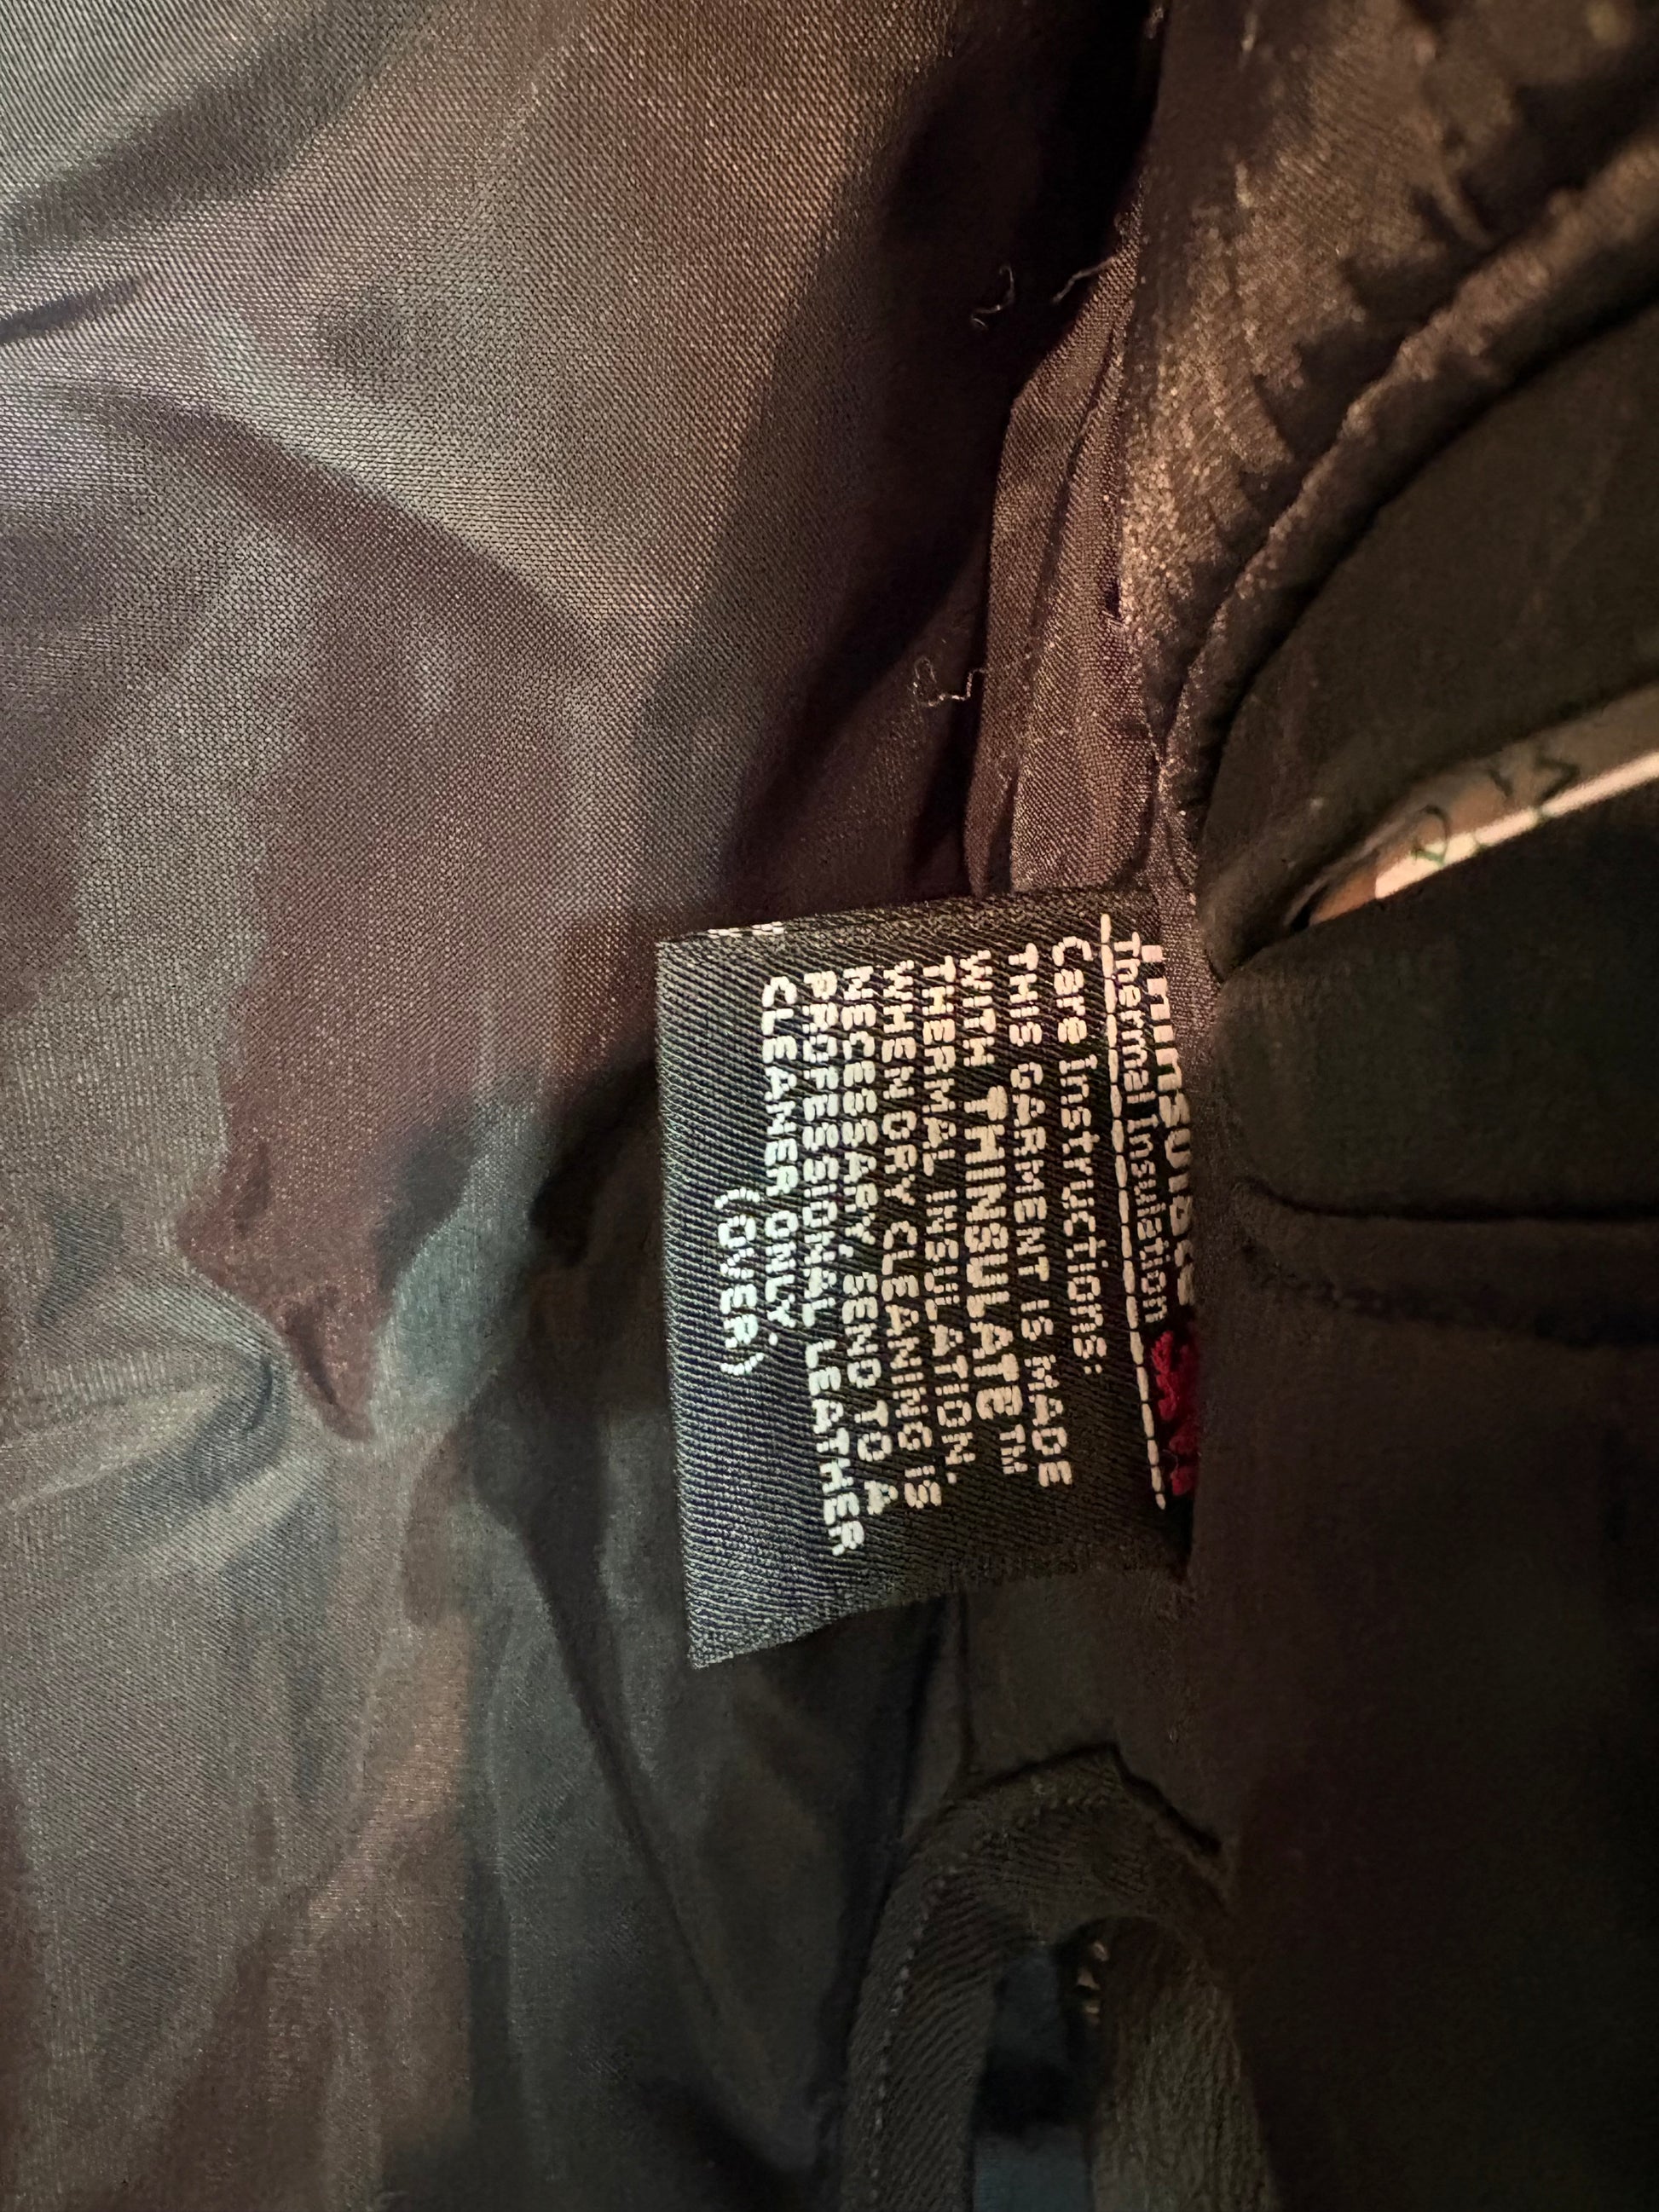 Thinsulate
Thermal Insulation
Care Instructions:
THIS GARMENT IS MADE
WITH THINSULATE™
THERMAL INSULATION.
WHEN DRY CLEANING IS
NECESSARY, SEND TO A
PROFESSIONAL LEATHER
CLEANER ONLY.
(OVER)